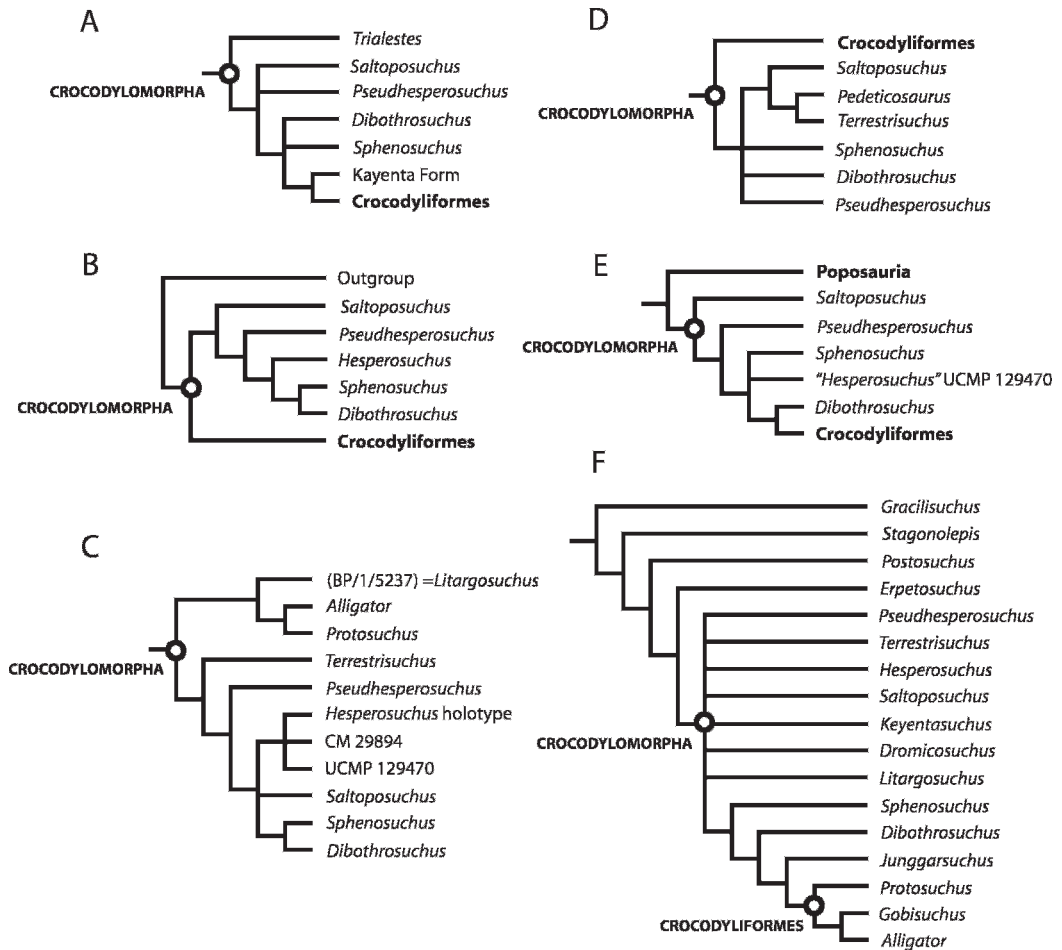 A
Trialestes
Saltoposuchus
CROCODYLOMORPHA
Pseudhesperosuchus
Dibothrosuchus
Sphenosuchus
Kayenta Form
Crocodyliformes
B
Outgroup
Saltoposuchus
Pseudhesperosuchus
Hesperosuchus
Sphenosuchus
CROCODYLOMORPHA
Dibothrosuchus
Crocodyliformes
C
(BP/1/5237) =Litargosuchus
Alligator
Protosuchus
CROCODYLOMORPHA
Terrestrisuchus
Pseudhesperosuchus
Hesperosuchus holotype
CM 29894
UCMP 129470
Saltoposuchus
Sphenosuchus
Dibothrosuchus
D
Crocodyliformes
Saltoposuchus
Pedeticosaurus
CROCODYLOMORPHA
Terrestrisuchus
Sphenosuchus
Dibothrosuchus
Pseudhesperosuchus
E
Poposauria
Saltoposuchus
Pseudhesperosuchus
CROCODYLOMORPHA
Sphenosuchus
"Hesperosuchus" UCMP 129470
Dibothrosuchus
Crocodyliformes
F
Gracilisuchus
Stagonolepis
Postosuchus
Erpetosuchus
Pseudhesperosuchus
Terrestrisuchus
Hesperosuchus
Saltoposuchus
Keyentasuchus
CROCODYLOMORPHA
Dromicosuchus
Litargosuchus
Sphenosuchus
Dibothrosuchus
Junggarsuchus
Protosuchus
Gobisuchus
CROCODYLIFORMES
Alligator